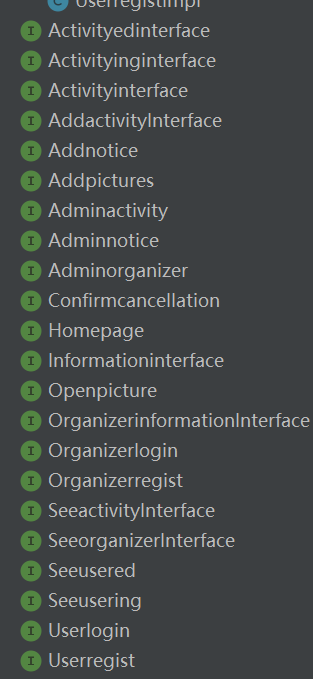 Userregistimpl
Activityedinterface
Activityinginterface
Activityinterface
AddactivityInterface
Addnotice
Addpictures
Adminactivity
Adminnotice
Adminorganizer
Confirmcancellation
Homepage
Informationinterface
Openpicture
OrganizerinformationInterface
Organizerlogin
Organizerregist
SeeactivityInterface
SeeorganizerInterface
Seeusered
Seeusering
Userlogin
Userregist